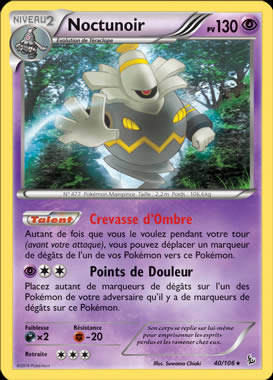 NIVEAU 2
Noctunoir
PV130
Évolution de Téraclope
N° 477 Pokémon Mainpince Taille : 2,2 m Poids : 106,6 kg
Talent Crevasse d'Ombre
Autant de fois que vous le voulez pendant votre tour
(avant votre attaque), vous pouvez déplacer un marqueur
de dégâts de l'un de vos Pokémon vers ce Pokémon.
Points de Douleur
Placez autant de marqueurs de dégâts sur l'un des
Pokémon de votre adversaire qu'il y a de marqueurs de
dégâts sur ce Pokémon.
Faiblesse
×2
Résistance
-20
Retraite
Son corps se replie sur lui-même
pour emprisonner les esprits
perdus et les ramener chez eux.
Illus. Suwama Chiaki
40/106 ★
©2014 Pokémon